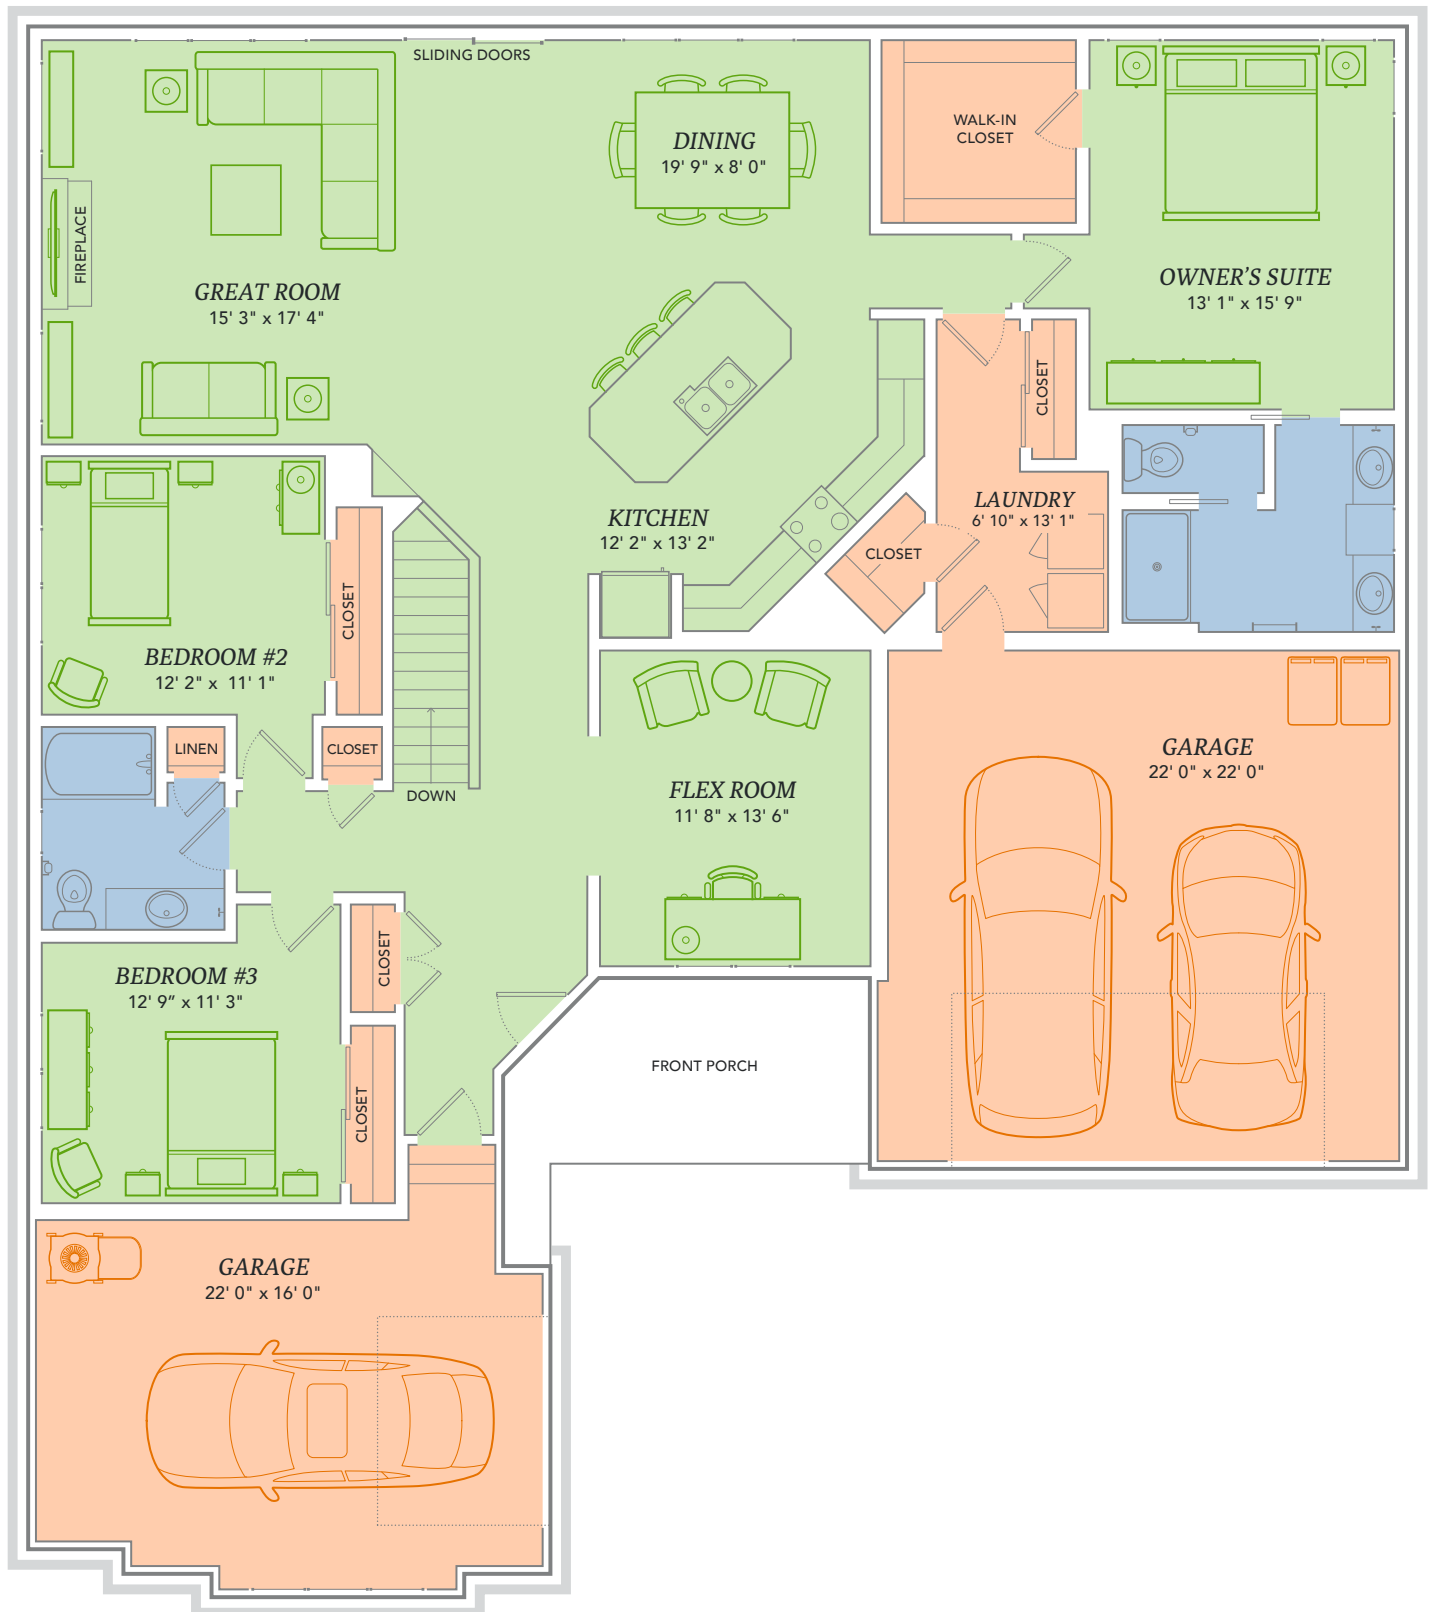 SLIDING DOORS
DINING
19' 9" x 8' 0"
WALK-IN
CLOSET
FIREPLACE
GREAT ROOM
15' 3" x 17' 4"
OWNER'S SUITE
13' 1" x 15' 9"
CLOSET
KITCHEN
12' 2" x 13' 2"
LAUNDRY
6' 10" x 13' 1"
CLOSET
CLOSET
BEDROOM #2
12' 2" x 11' 1"
LINEN
CLOSET
DOWN
FLEX ROOM
11' 8" x 13' 6"
GARAGE
22' 0" x 22' 0"
CLOSET
BEDROOM #3
12' 9” x 11' 3"
CLOSET
FRONT PORCH
GARAGE
22' 0" x 16' 0"